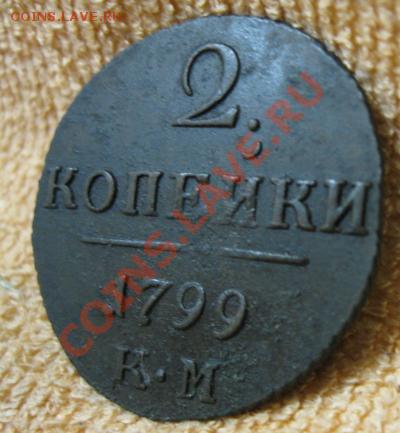 COINS.LAVE.RU
2.
КОПЕЙКИ
1799
К·М
COINS.LAVE.RU